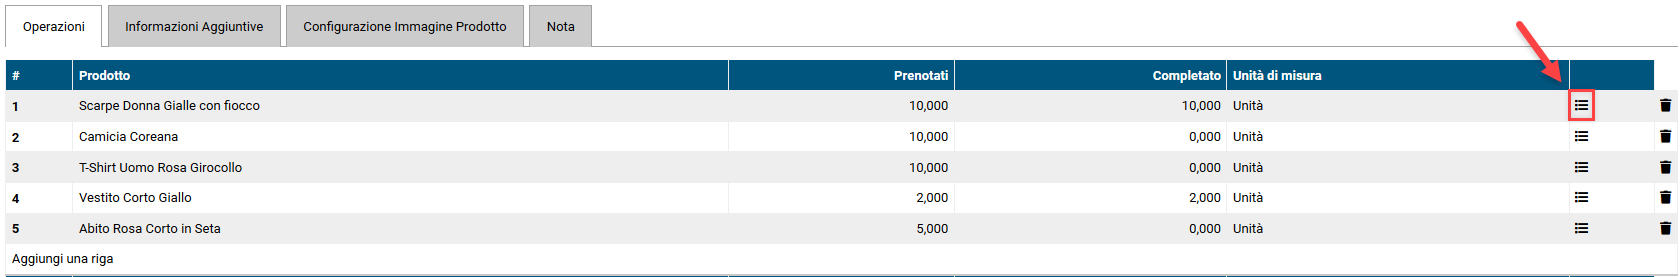 Operazioni Informazioni Aggiuntive Configurazione Immagine Prodotto Nota
# Prodotto Prenotati Completato Unità di misura
1 Scarpe Donna Gialle con fiocco 10,000 10,000 Unità
2 Camicia Coreana 10,000 0,000 Unità
3 T-Shirt Uomo Rosa Girocollo 10,000 0,000 Unità
4 Vestito Corto Giallo 2,000 2,000 Unità
5 Abito Rosa Corto in Seta 5,000 0,000 Unità
Aggiungi una riga